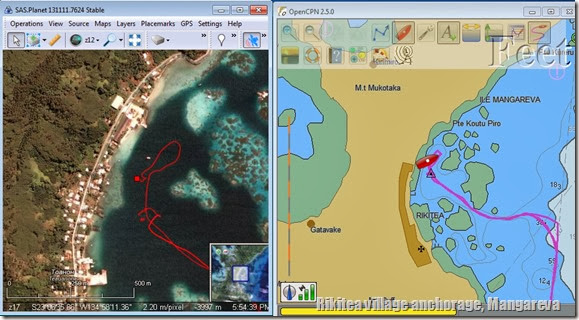 SAS.Planet 131111.7624 Stable
Operations View Source Maps Layers Placemarks GPS Settings Help
z12
250 m
500 m
z17
2.20 m/pixel
-3997 m
5:54:39 PM
OpenCPN 2.5.0
Feet
M.t Mukotaka
ILE MANGAREVA
Pte Koutu Piro
RIKITEA
Gatavake
Rikitea village anchorage, Mangareva